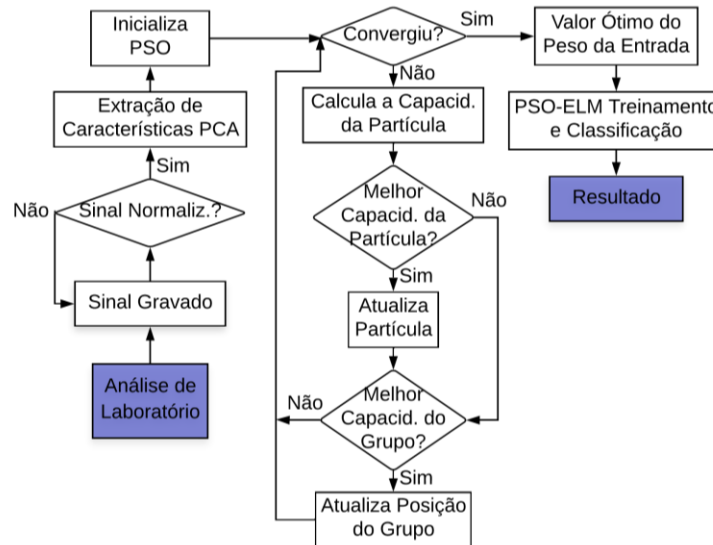 Inicializa
PSO
Extração de
Características PCA
Sim
Não
Sinal Normaliz.?
Sinal Gravado
Análise de
Laboratório
Convergiu?
Sim
Não
Calcula a Capacid.
da Partícula
Melhor
Capacid. da
Partícula?
Não
Sim
Atualiza
Partícula
Melhor
Capacid. do
Grupo?
Não
Sim
Atualiza Posição
do Grupo
Valor Ótimo do
Peso da Entrada
PSO-ELM Treinamento
e Classificação
Resultado